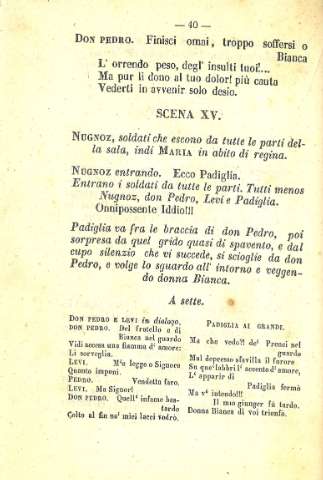 — 40 —
DON PEDRO. Finisci omai, troppo soffersi o
Bianca
L' orrendo peso, degl' insulti tuoi!...
Ma pur li dono al tuo dolor! più cauta
Vederti in avvenir solo desio.
SCENA XV.
NUGNOZ, soldati che escono da tutte le parti del-
la sala, indi MARIA in abito di regina.
NUGNOZ entrando. Ecco Padiglia.
Entrano i soldati da tutte le parti. Tutti menos
Nugnoz, don Pedro, Levi e Padiglia.
Onnipossente Iddio!!!
Padiglia va fra le braccia di don Pedro, poi
sorpresa da quel grido quasi di spavento, e dal
cupo silenzio che vi succede, si scioglie da don
Pedro, e volge lo sguardo all' intorno e veggen-
do donna Bianca.
A sette.
DON PEDRO E LEVI in dialogo,
DON PEDRO. Del fratello a di
Bianca nel guardo
Vidi accesa una fiamma d' amore:
Li sorveglia.
LEVI. M'è legge o Signore
Quanto imponi.
PEDRO. Vendetta farò.
LEVI. Mo Signor!
DON PEDRO. Quell' infame bas-
tardo
Colto al fin ne' miei lacci vedrò.
PADIGLIA AI GRANDI.
Ma che vedo!! de' Prenci nel
guardo
Mal depresso sfavilla il furore
Su que' labbri l' accento d' amore,
L' apparir di
Padiglia fermò
Ma v' intendo!!!
Il mio giunger fu tardo.
Donna Bianca di voi trionfa.